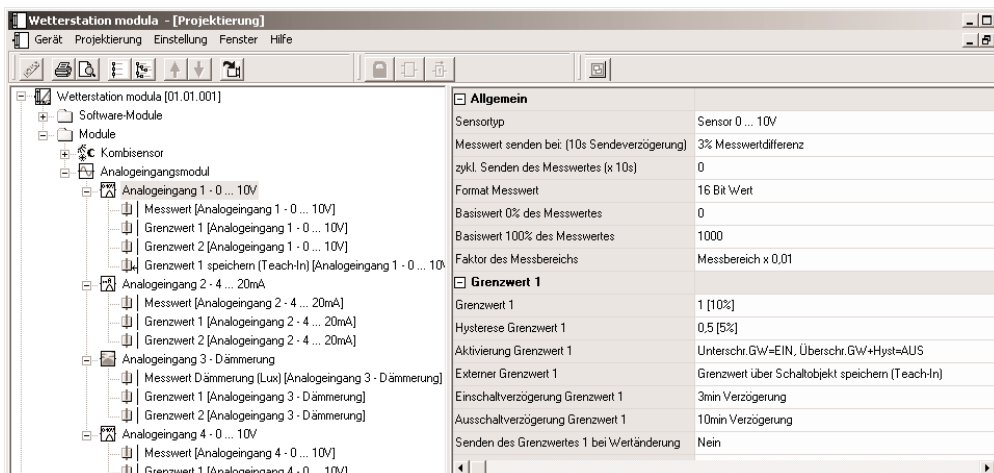 Wetterstation modula - [Projektierung]
Gerät Projektierung Einstellung Fenster Hilfe
Wetterstation modula [01.01.001]
Software-Module
Module
Kombisensor
Analogeingangsmodul
Analogeingang 1 - 0 ... 10V
Messwert [Analogeingang 1 - 0 ... 10V]
Grenzwert 1 [Analogeingang 1 - 0 ... 10V]
Grenzwert 2 [Analogeingang 1 - 0 ... 10V]
Grenzwert 1 speichern (Teach-In) [Analogeingang 1 - 0 ... 10V
Analogeingang 2 - 4 ... 20mA
Messwert [Analogeingang 2 - 4 ... 20mA]
Grenzwert 1 [Analogeingang 2 - 4 ... 20mA]
Grenzwert 2 [Analogeingang 2 - 4 ... 20mA]
Analogeingang 3 - Dämmerung
Messwert Dämmerung (Lux) [Analogeingang 3 - Dämmerung]
Grenzwert 1 [Analogeingang 3 - Dämmerung]
Grenzwert 2 [Analogeingang 3 - Dämmerung]
Analogeingang 4 - 0 ... 10V
Messwert [Analogeingang 4 - 0 ... 10V]
Grenzwert 1 [Analogeingang 4 - 0 ... 10V]
Allgemein
Sensortyp Sensor 0 ... 10V
Messwert senden bei: (10s Sendeverzögerung) 3% Messwertdifferenz
zykl. Senden des Messwertes (x 10s) 0
Format Messwert 16 Bit Wert
Basiswert 0% des Messwertes 0
Basiswert 100% des Messwertes 1000
Faktor des Messbereichs Messbereich x 0,01
Grenzwert 1
Grenzwert 1 1 [10%]
Hysterese Grenzwert 1 0,5 [5%]
Aktivierung Grenzwert 1 Unterschr.GW=EIN, Überschr.GW+Hyst=AUS
Externer Grenzwert 1 Grenzwert über Schaltobjekt speichern (Teach-In)
Einschaltverzögerung Grenzwert 1 3min Verzögerung
Ausschaltverzögerung Grenzwert 1 10min Verzögerung
Senden des Grenzwertes 1 bei Wertänderung Nein